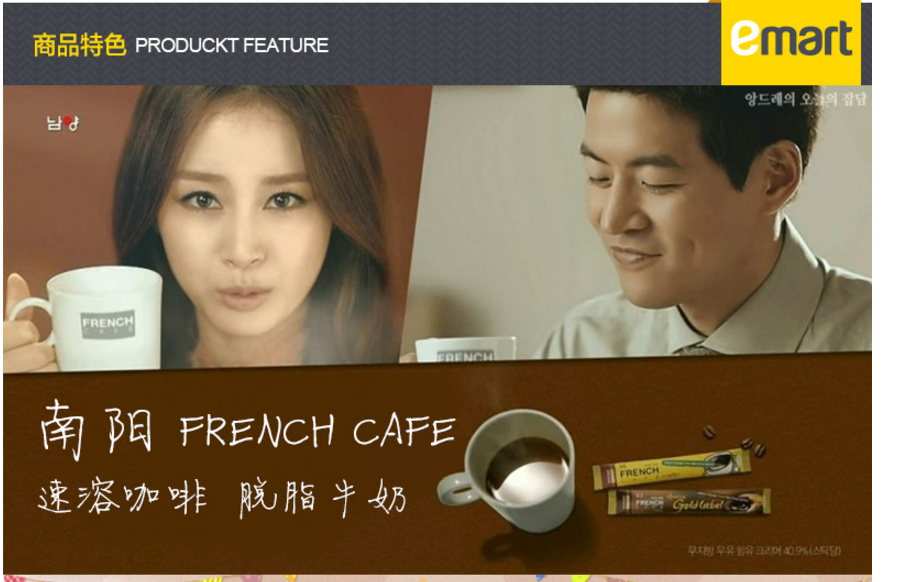 商品特色 PRODUCKT FEATURE
emart
앙드레의 오늘의 잡담
남양
FRENCH
CAFE
FRENCH
南阳 FRENCH CAFE
速溶咖啡 脱脂牛奶
FRENCH
CAFE
FRENCH
Gold label
무지방 우유 함유 크리머 40.9%(스틱당)